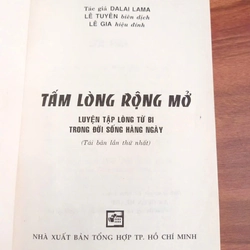 Tác giả DALAI LAMA
LÊ TUYÊN biên dịch
LÊ GIA hiệu đính
TẤM LÒNG RỘNG MỞ
LUYỆN TẬP LÒNG TỪ BI
TRONG ĐỜI SỐNG HÀNG NGÀY
(Tái bản lần thứ nhất)
NHÀ XUẤT BẢN TỔNG HỢP TP. HỒ CHÍ MINH